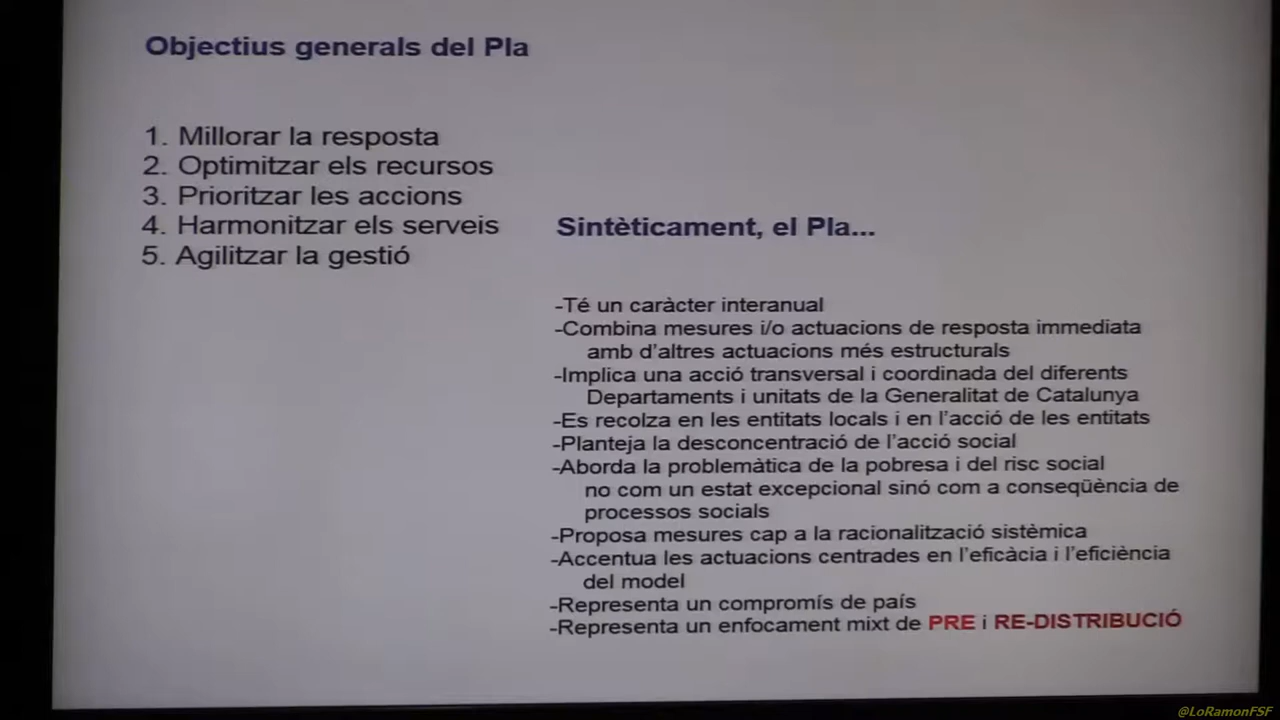 Objectius generals del Pla
1. Millorar la resposta
2. Optimitzar els recursos
3. Prioritzar les accions
4. Harmonitzar els serveis
5. Agilitzar la gestió
Sintèticament, el Pla...
-Té un caràcter interanual
-Combina mesures i/o actuacions de resposta immediata
amb d'altres actuacions més estructurals
-Implica una acció transversal i coordinada del diferents
Departaments i unitats de la Generalitat de Catalunya
-Es recolza en les entitats locals i en l'acció de les entitats
-Planteja la desconcentració de l'acció social
-Aborda la problemàtica de la pobresa i del risc social
no com un estat excepcional sinó com a conseqüència de
processos socials
-Proposa mesures cap a la racionalització sistèmica
-Accentua les actuacions centrades en l'eficàcia i l'eficiència
del model
-Representa un compromís de país
-Representa un enfocament mixt de PRE i RE-DISTRIBUCIÓ
@LoRamonFSF